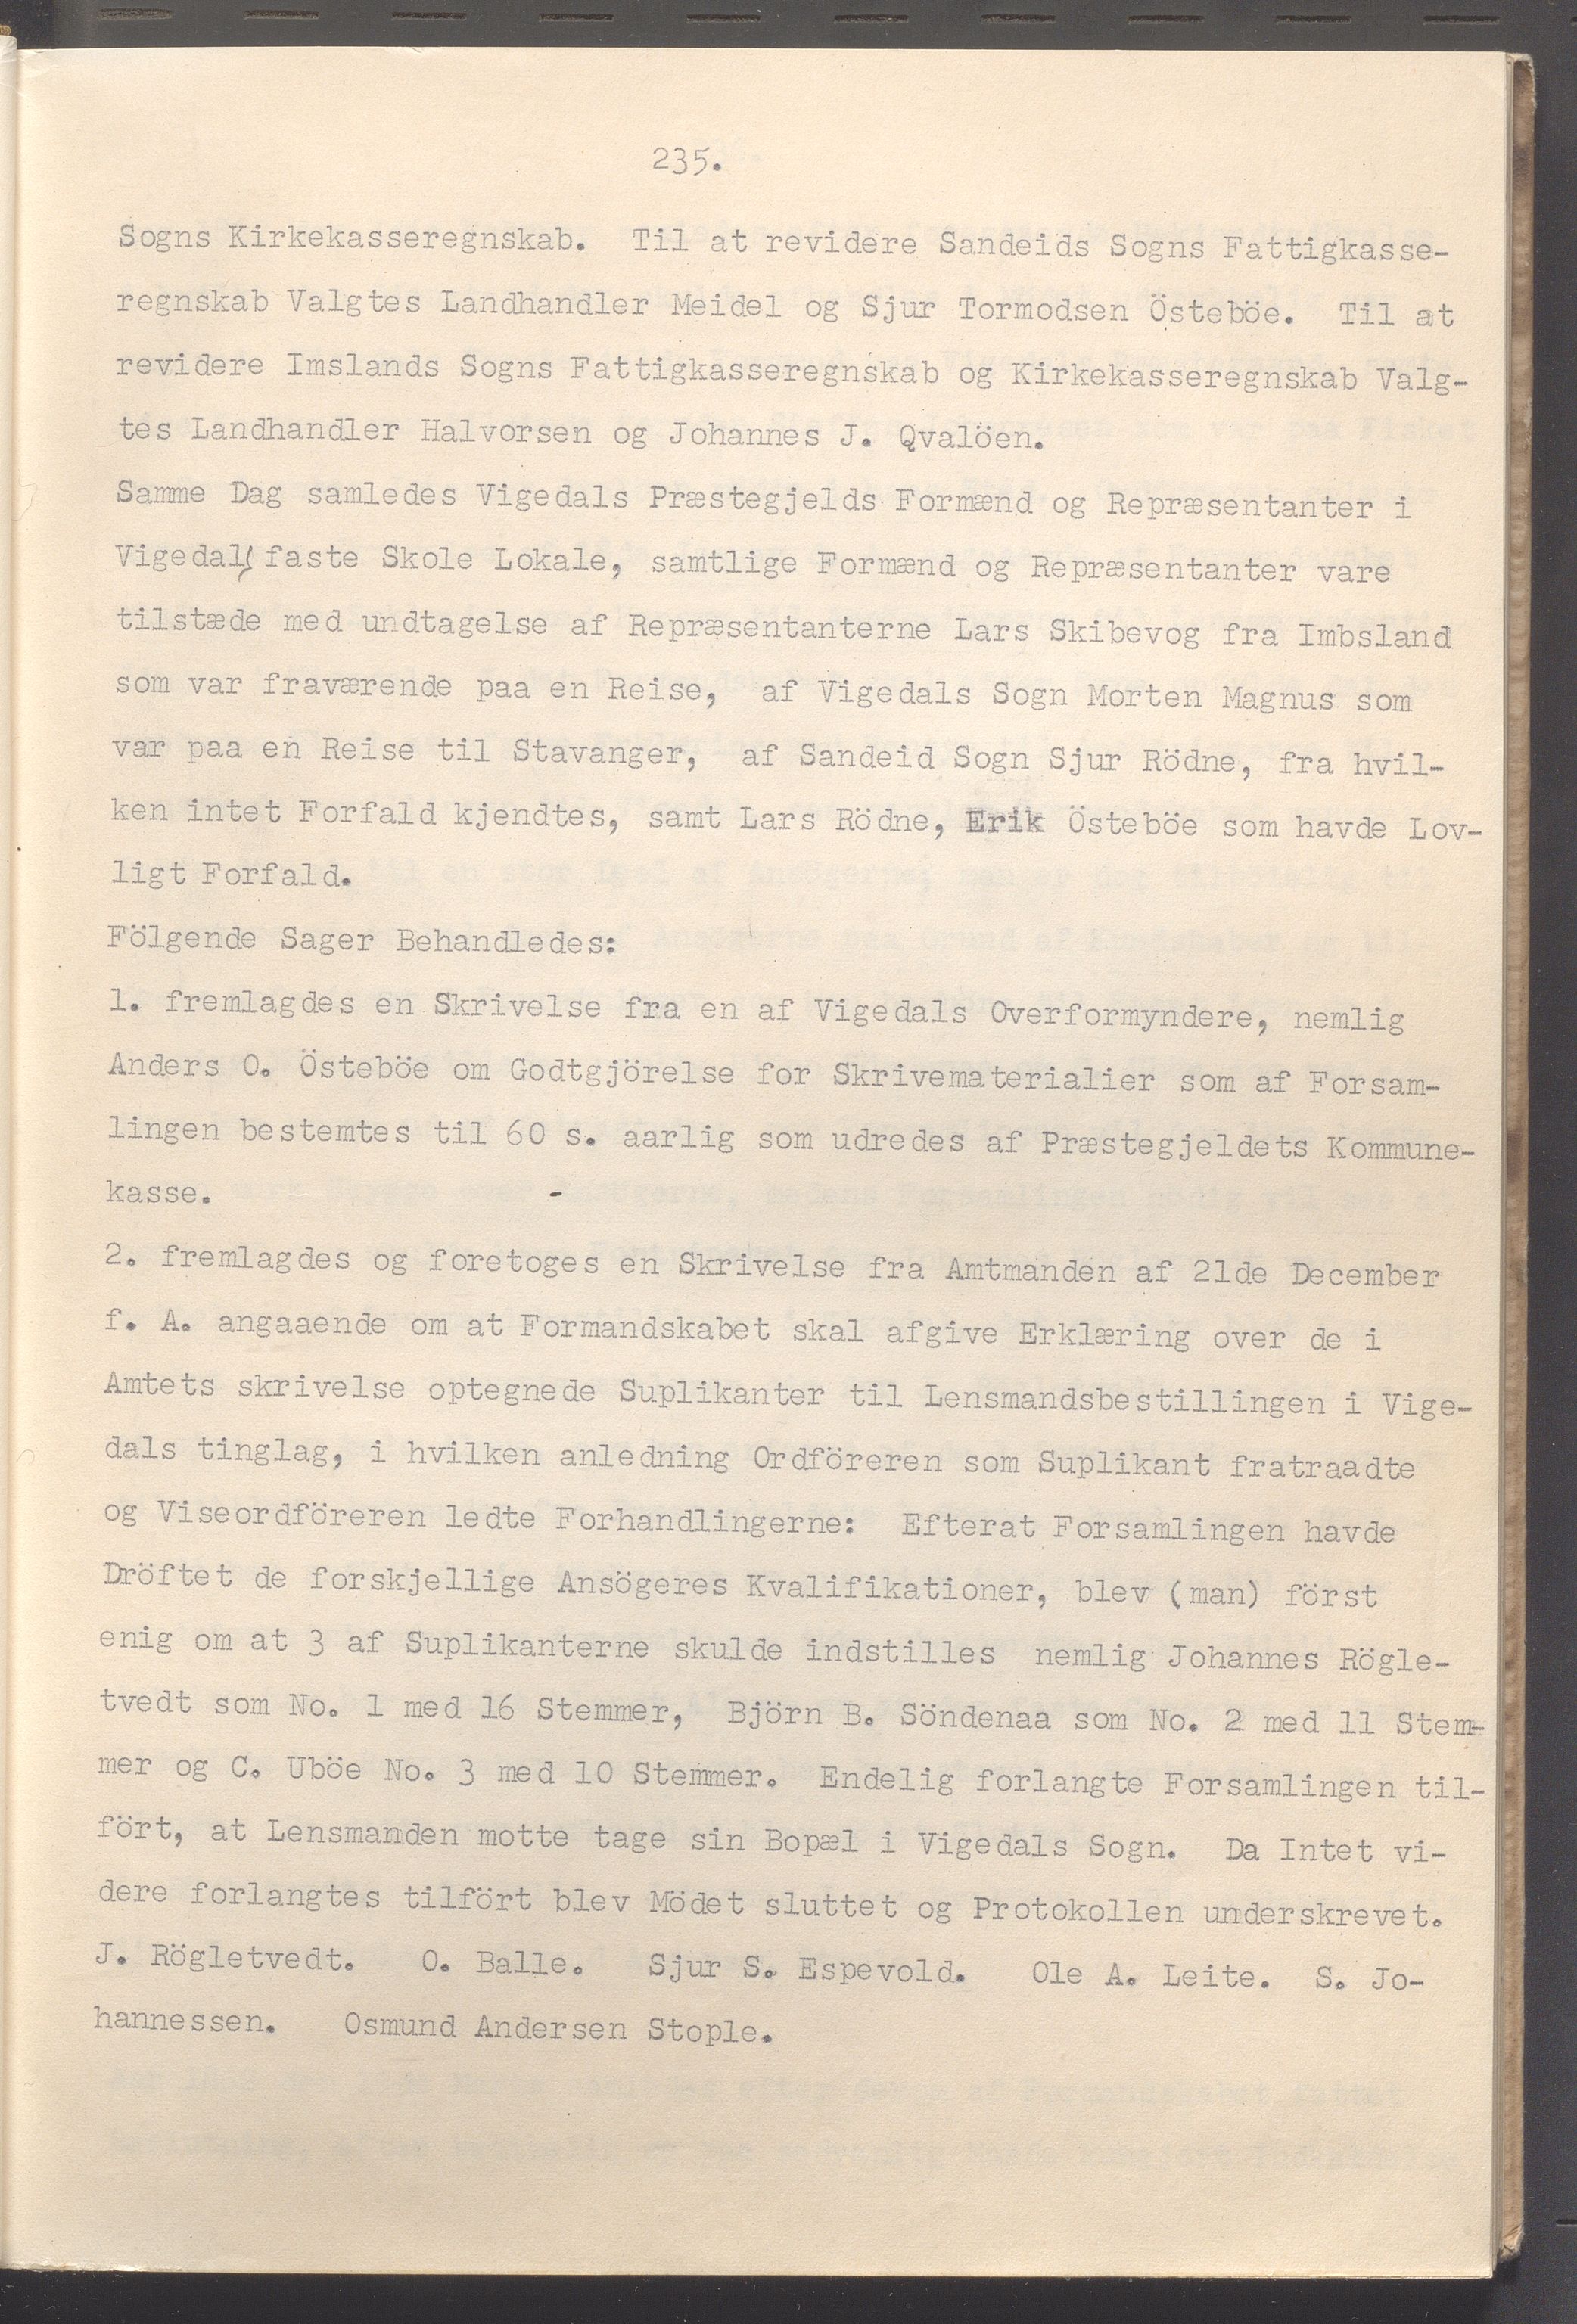 235.
Sogns Kirkekasseregnskab. Til at revidere Sandeids Sogns Fattigkasse-
regnskab Valgtes Landhandler Meidel og Sjur Tormodsen Östeböe. Til at
revidere Imslands Sogns Fattigkasseregnskab og Kirkekasseregnskab Valg-
tes Landhandler Halvorsen og Johannes J. Qvalöen.
Samme Dag samledes Vigedals Præstegjelds Formænd og Repræsentanter i
Vigedals faste Skole Lokale, samtlige Formænd og Repræsentanter vare
tilstæde med undtagelse af Repræsentanterne Lars Skibevog fra Imbsland
som var fraværende paa en Reise, af Vigedals Sogn Morten Magnus som
var paa en Reise til Stavanger, af Sandeid Sogn Sjur Rödne, fra hvil-
ken intet Forfald kjendtes, samt Lars Rödne, Erik Östeböe som havde Lov-
ligt Forfald.
Fölgende Sager Behandledes:
1. fremlagdes en Skrivelse fra en af Vigedals Overformyndere, nemlig
Anders O. Östeböe om Godtgjörelse for Skrivematerialier som af Forsam-
lingen bestemtes til 60 s. aarlig som udredes af Præstegjeldets Kommune-
kasse. -
2. fremlagdes og foretoges en Skrivelse fra Amtmanden af 21de December
f. A. angaaende om at Formandskabet skal afgive Erklæring over de i
Amtets skrivelse optegnede Suplikanter til Lensmandsbestillingen i Vige-
dals tinglag, i hvilken anledning Ordföreren som Suplikant fratraadte
og Viseordföreren ledte Forhandlingerne: Efterat Forsamlingen havde
Dröftet de forskjellige Ansögeres Kvalifikationer, blev (man) först
enig om at 3 af Suplikanterne skulde indstilles nemlig Johannes Rögle-
tvedt som No. 1 med 16 Stemmer, Björn B. Söndenaa som No. 2 med 11 Stem-
mer og C. Uböe No. 3 med 10 Stemmer. Endelig forlangte Forsamlingen til-
fört, at Lensmanden motte tage sin Bopæl i Vigedals Sogn. Da Intet vi-
dere forlangtes tilfört blev Mödet sluttet og Protokollen underskrevet.
J. Rögletvedt. O. Balle. Sjur S. Espevold. Ole A. Leite. S. Jo-
hannessen. Osmund Andersen Stople.